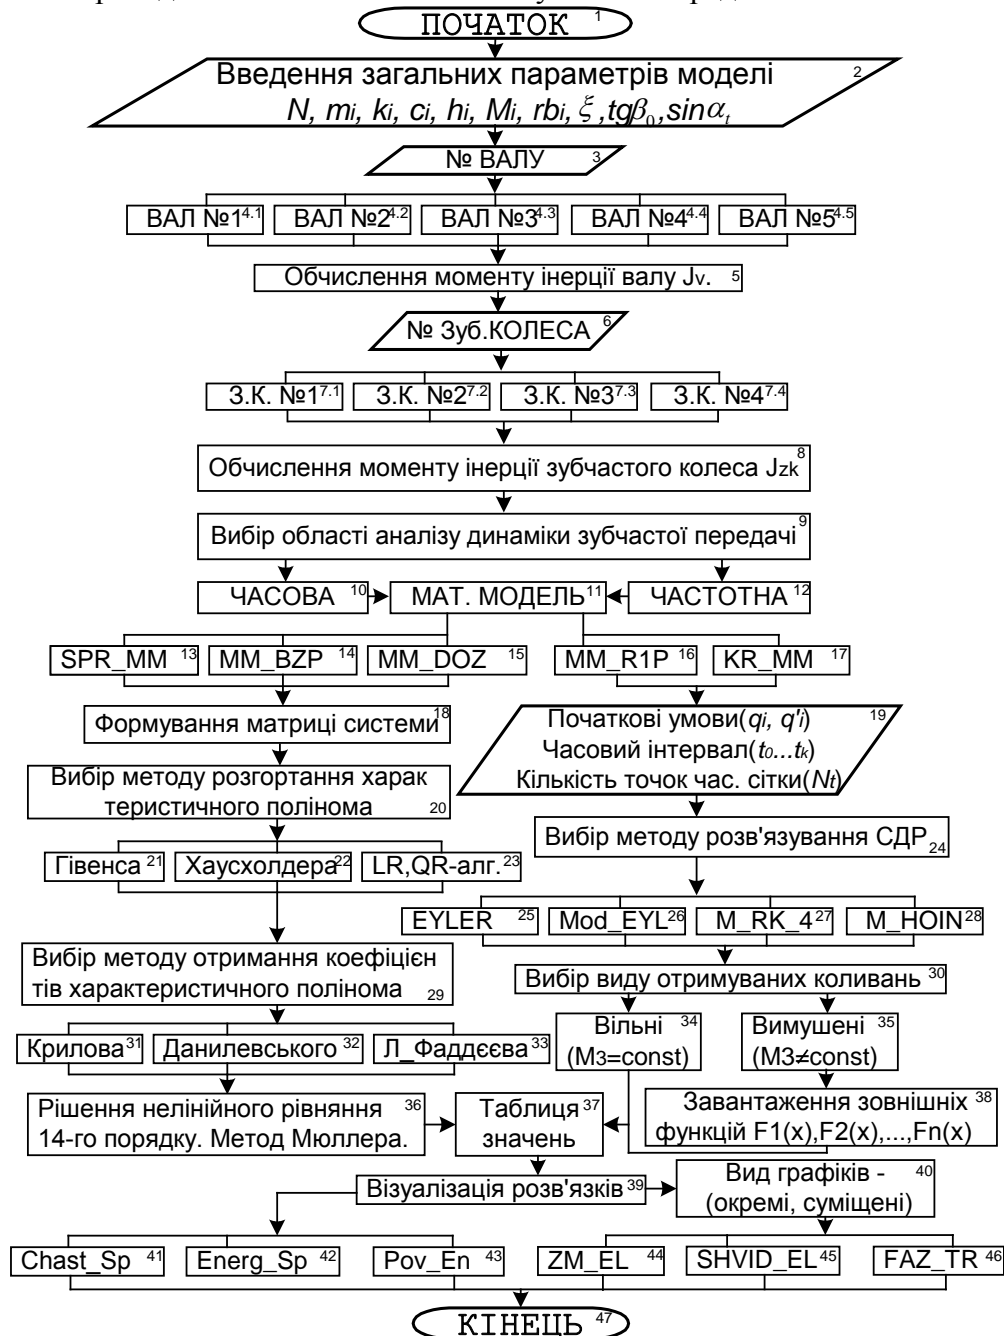 ПОЧАТОК 1
Введення загальних параметрів моделі 2
N, mi, ki, ci, hi, Mi, rbi, ξ, tgβ₀, sinαₜ
№ ВАЛУ 3
ВАЛ №1 4.1 ВАЛ №2 4.2 ВАЛ №3 4.3 ВАЛ №4 4.4 ВАЛ №5 4.5
Обчислення моменту інерції валу Jv. 5
№ Зуб.КОЛЕСА 6
З.К. №1 7.1 З.К. №2 7.2 З.К. №3 7.3 З.К. №4 7.4
Обчислення моменту інерції зубчастого колеса Jzk 8
Вибір області аналізу динаміки зубчастої передачі 9
ЧАСОВА 10 МАТ. МОДЕЛЬ 11 ЧАСТОТНА 12
SPR_MM 13 MM_BZP 14 MM_DOZ 15 MM_R1P 16 KR_MM 17
Формування матриці системи 18
Початкові умови(qi, q'i) 19
Часовий інтервал(t0...tk)
Кількість точок час. сітки(Nt)
Вибір методу розгортання харак
теристичного полінома 20
Вибір методу розв'язування СДР 24
Гівенса 21 Хаусхолдера 22 LR,QR-алг. 23
EYLER 25 Mod_EYL 26 M_RK_4 27 M_HOIN 28
Вибір методу отримання коефіцієн
тів характеристичного полінома 29
Вибір виду отримуваних коливань 30
Вільні 34
(Мз=const)
Вимушені 35
(Мз≠const)
Крилова 31 Данилевського 32 Л_Фаддєєва 33
Рішення нелінійного рівняння 36
14-го порядку. Метод Мюллера.
Таблиця 37
значень
Завантаження зовнішніх 38
функцій F1(x),F2(x),...,Fn(x)
Візуалізація розв'язків 39
Вид графіків - 40
(окремі, суміщені)
Chast_Sp 41 Energ_Sp 42 Pov_En 43 ZM_EL 44 SHVID_EL 45 FAZ_TR 46
КІНЕЦЬ 47